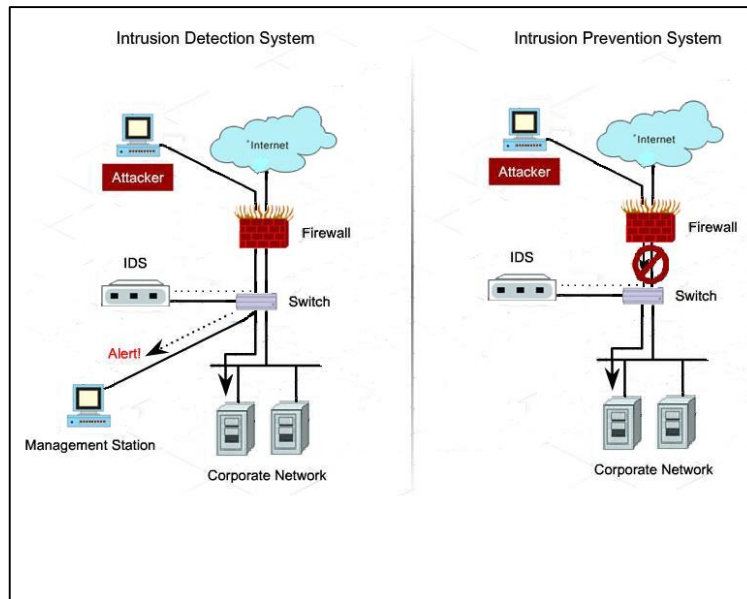 Intrusion Detection System
Internet
Attacker
Firewall
IDS
Switch
Alert!
Management Station
Corporate Network
Intrusion Prevention System
Internet
Attacker
Firewall
IDS
Switch
Corporate Network